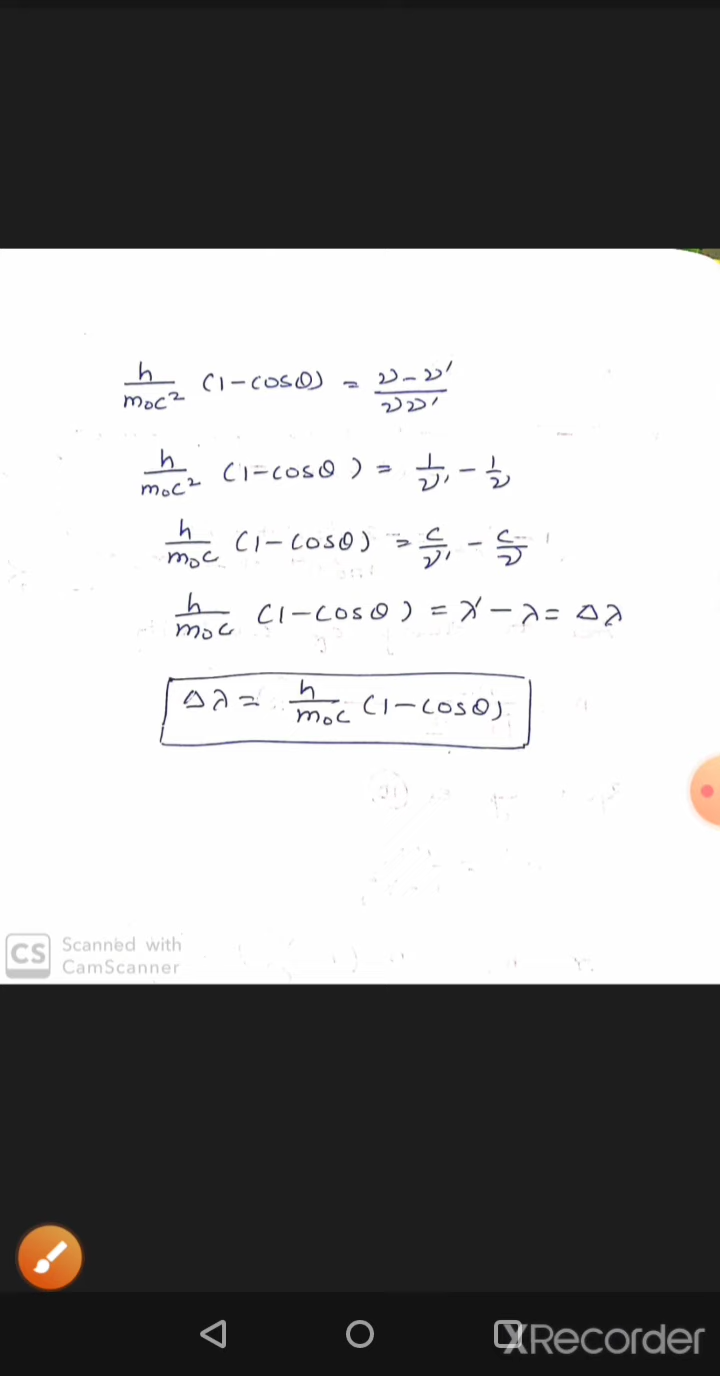 h/m₀c² (1-cosθ) = ν-ν'/νν'
h/m₀c² (1-cosθ) = 1/ν' - 1/ν
h/m₀c (1-cosθ) = c/ν' - c/ν
h/m₀c (1-cosθ) = λ' - λ = Δλ
Δλ = h/m₀c (1-cosθ)
CS Scanned with
CamScanner
XRecorder